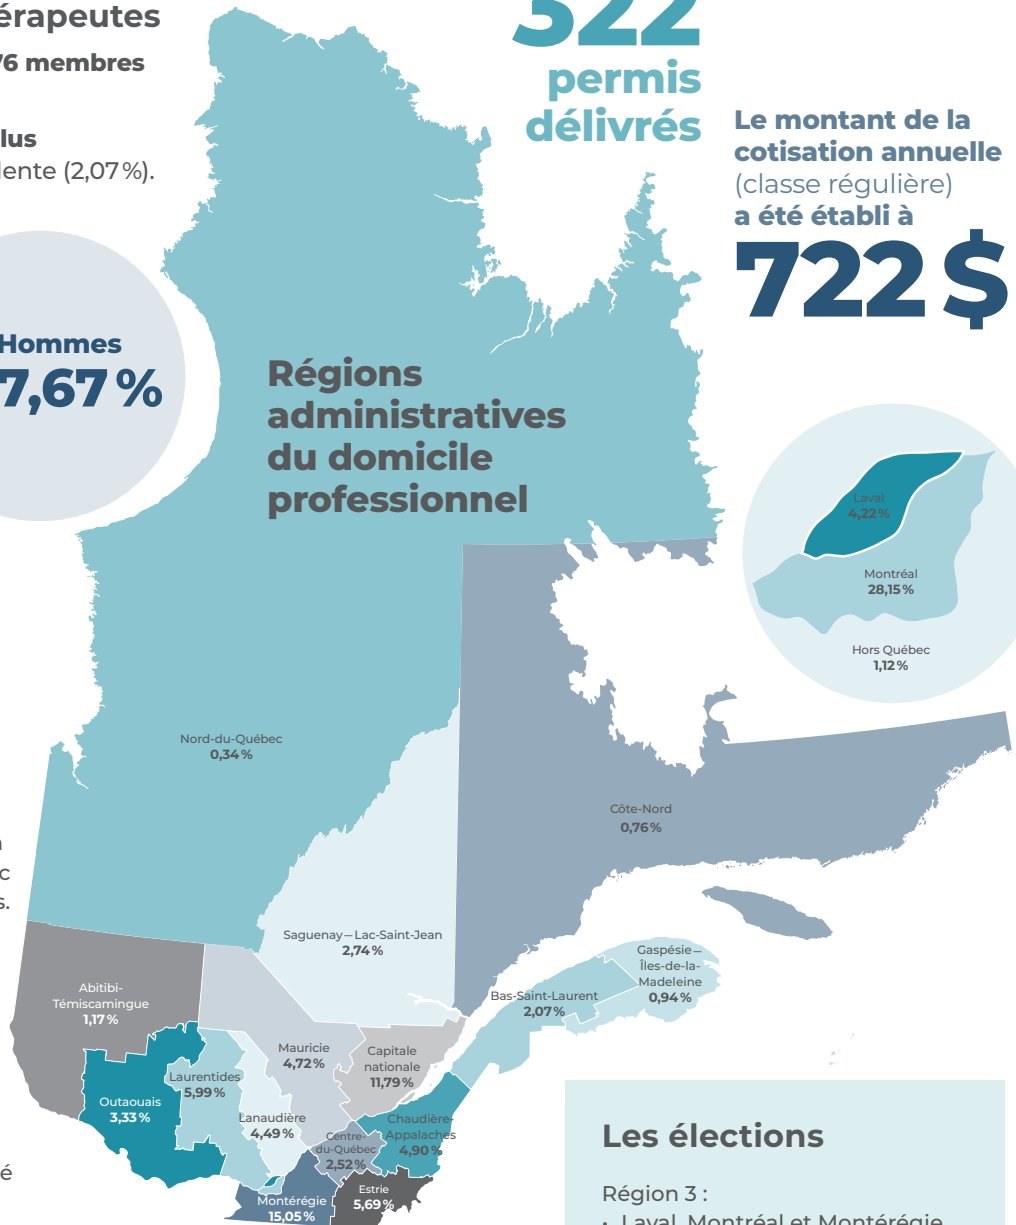 érapeutes
76 membres
lus
lente (2,07 %).
322
permis
délivrés
Le montant de la
cotisation annuelle
(classe régulière)
a été établi à
722 $
Hommes
7,67 %
Régions
administratives
du domicile
professionnel
Laval
4,22 %
Montréal
28,15 %
Hors Québec
1,12 %
Nord-du-Québec
0,34 %
Côte-Nord
0,76 %
c
s.
Saguenay – Lac-Saint-Jean
2,74 %
Gaspésie –
Îles-de-la-
Madeleine
0,94 %
Bas-Saint-Laurent
2,07 %
Abitibi-
Témiscamingue
1,17 %
Mauricie
4,72 %
Capitale
nationale
11,79 %
Laurentides
5,99 %
Outaouais
3,33 %
Lanaudière
4,49 %
Chaudière-
Appalaches
4,90 %
Centre-
du-Québec
2,52 %
Montérégie
15,05 %
Estrie
5,69 %
é
Les élections
Région 3 :
• Laval, Montréal et Montérégie